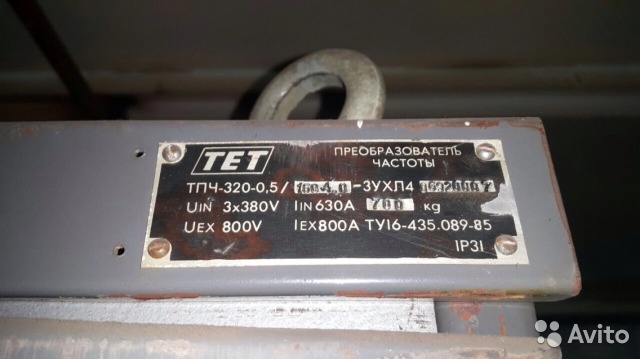 TET
ПРЕОБРАЗОВАТЕЛЬ
ЧАСТОТЫ
ТПЧ-320-0,5/ -3УХЛ4
UIN 3x380V IIN 630A 700 kg
UEX 800V IEX 800A ТУ16-435.089-85
IP31
Avito